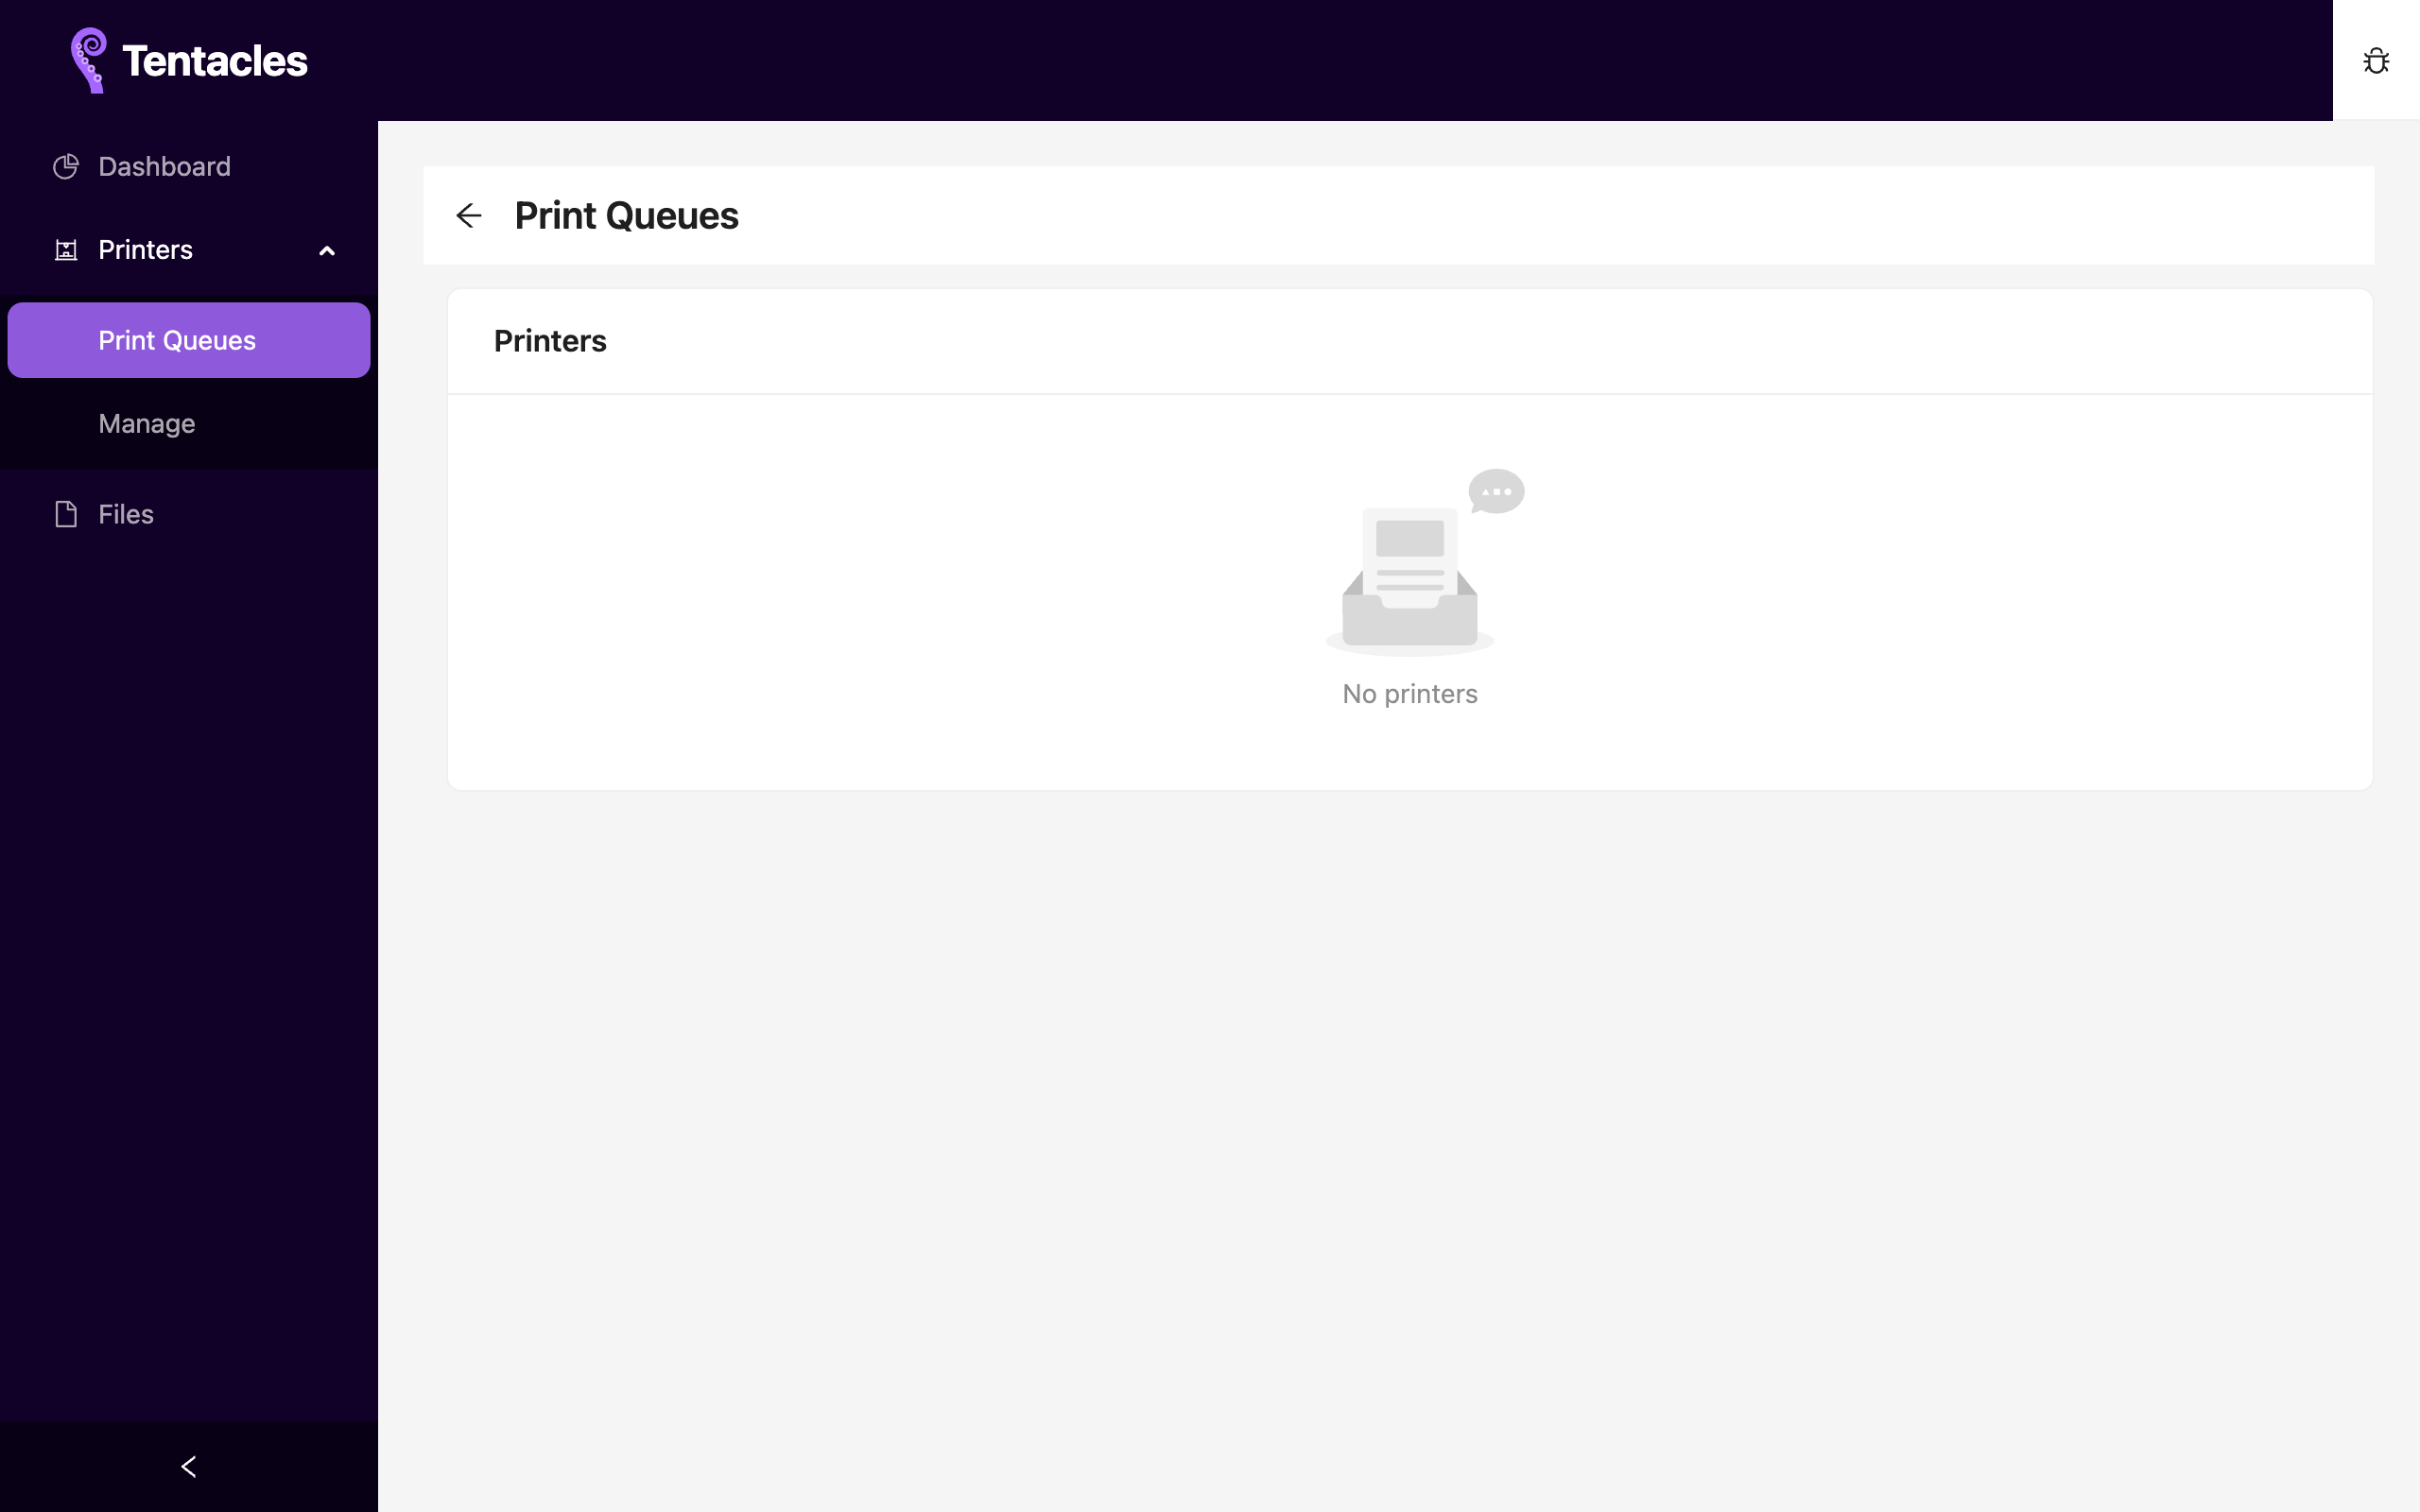 Tentacles
Dashboard
Printers
Print Queues
Manage
Files
Print Queues
Printers
No printers